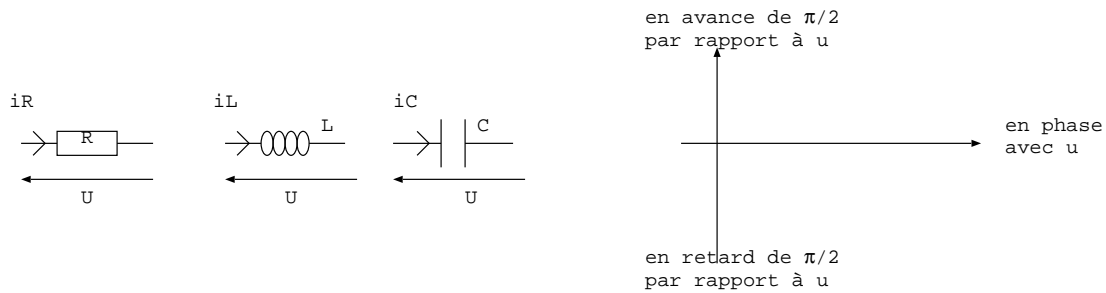 en avance de π/2
par rapport à u
iR
iL
iC
R
L
C
en phase
avec u
U
U
U
en retard de π/2
par rapport à u